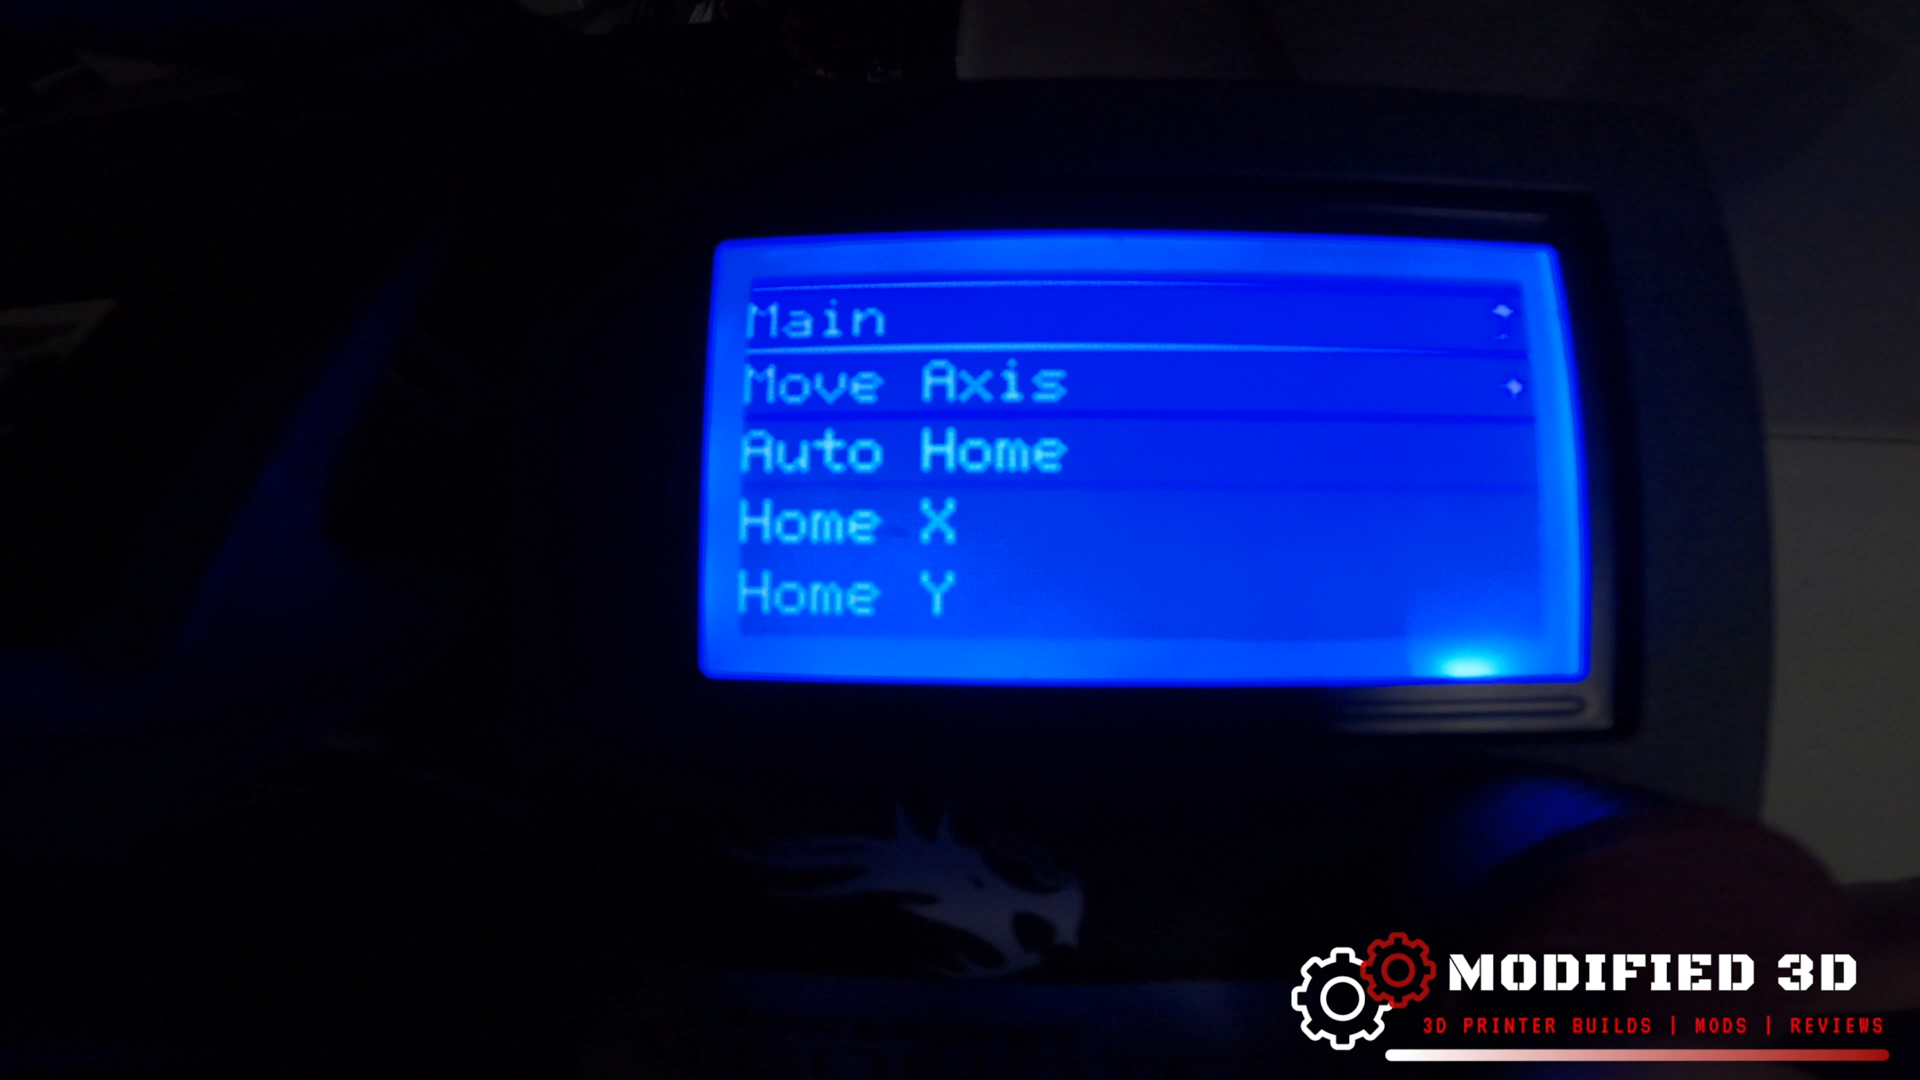 Main
Move Axis
Auto Home
Home X
Home Y
MODIFIED 3D
3D PRINTER BUILDS | MODS | REVIEWS